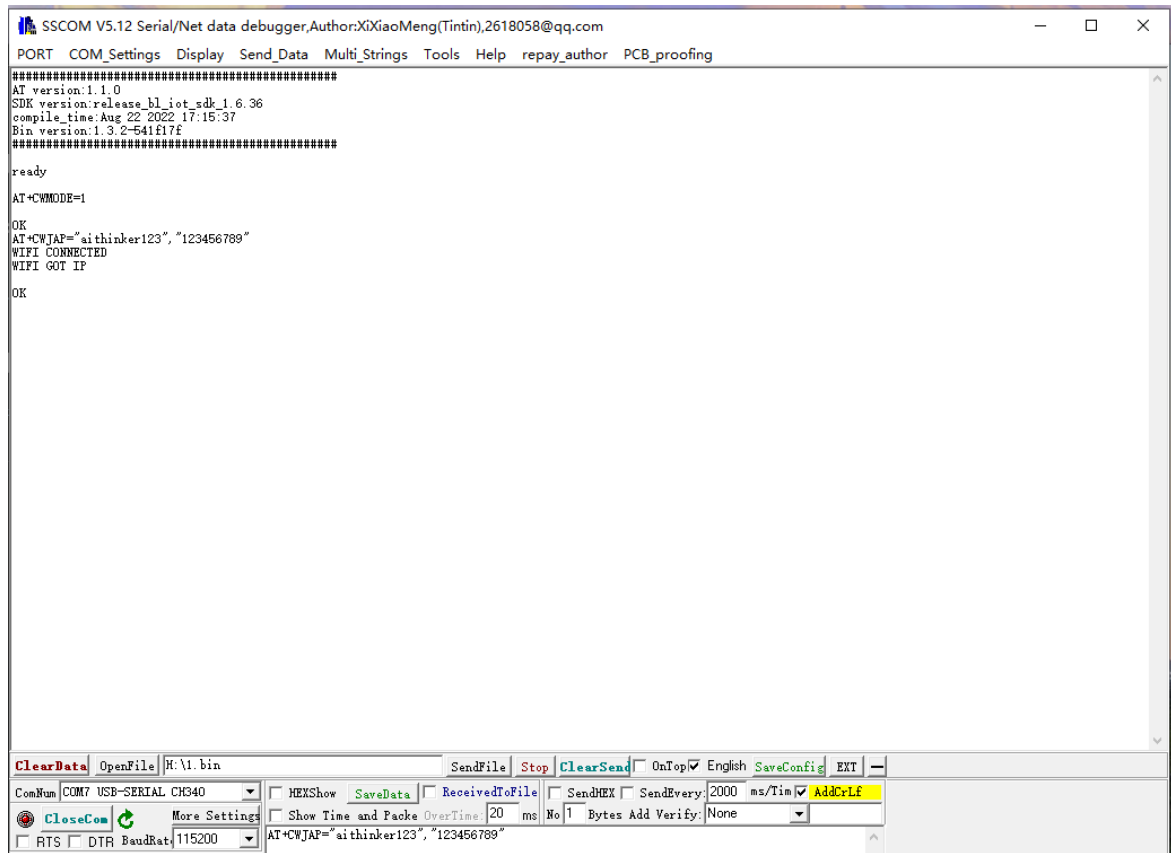 SSCOM V5.12 Serial/Net data debugger,Author:XiXiaoMeng(Tintin),2618058@qq.com
PORT COM_Settings Display Send_Data Multi_Strings Tools Help repay_author PCB_proofing
################################################
AT version:1.1.0
SDK version:release_bl_iot_sdk_1.6.36
compile_time:Aug 22 2022 17:15:37
Bin version:1.3.2-541f17f
################################################
ready
AT+CWMODE=1
OK
AT+CWJAP="aithinker123","123456789"
WIFI CONNECTED
WIFI GOT IP
OK
ClearData OpenFile H:\1.bin SendFile Stop ClearSend OnTop English SaveConfig EXT —
ComNum COM7 USB-SERIAL CH340 HEXShow SaveData ReceivedToFile SendHEX SendEvery: 2000 ms/Tim AddCrLf
CloseCom More Settings Show Time and Packe OverTime: 20 ms No 1 Bytes Add Verify: None
RTS DTR BaudRat 115200 AT+CWJAP="aithinker123","123456789"